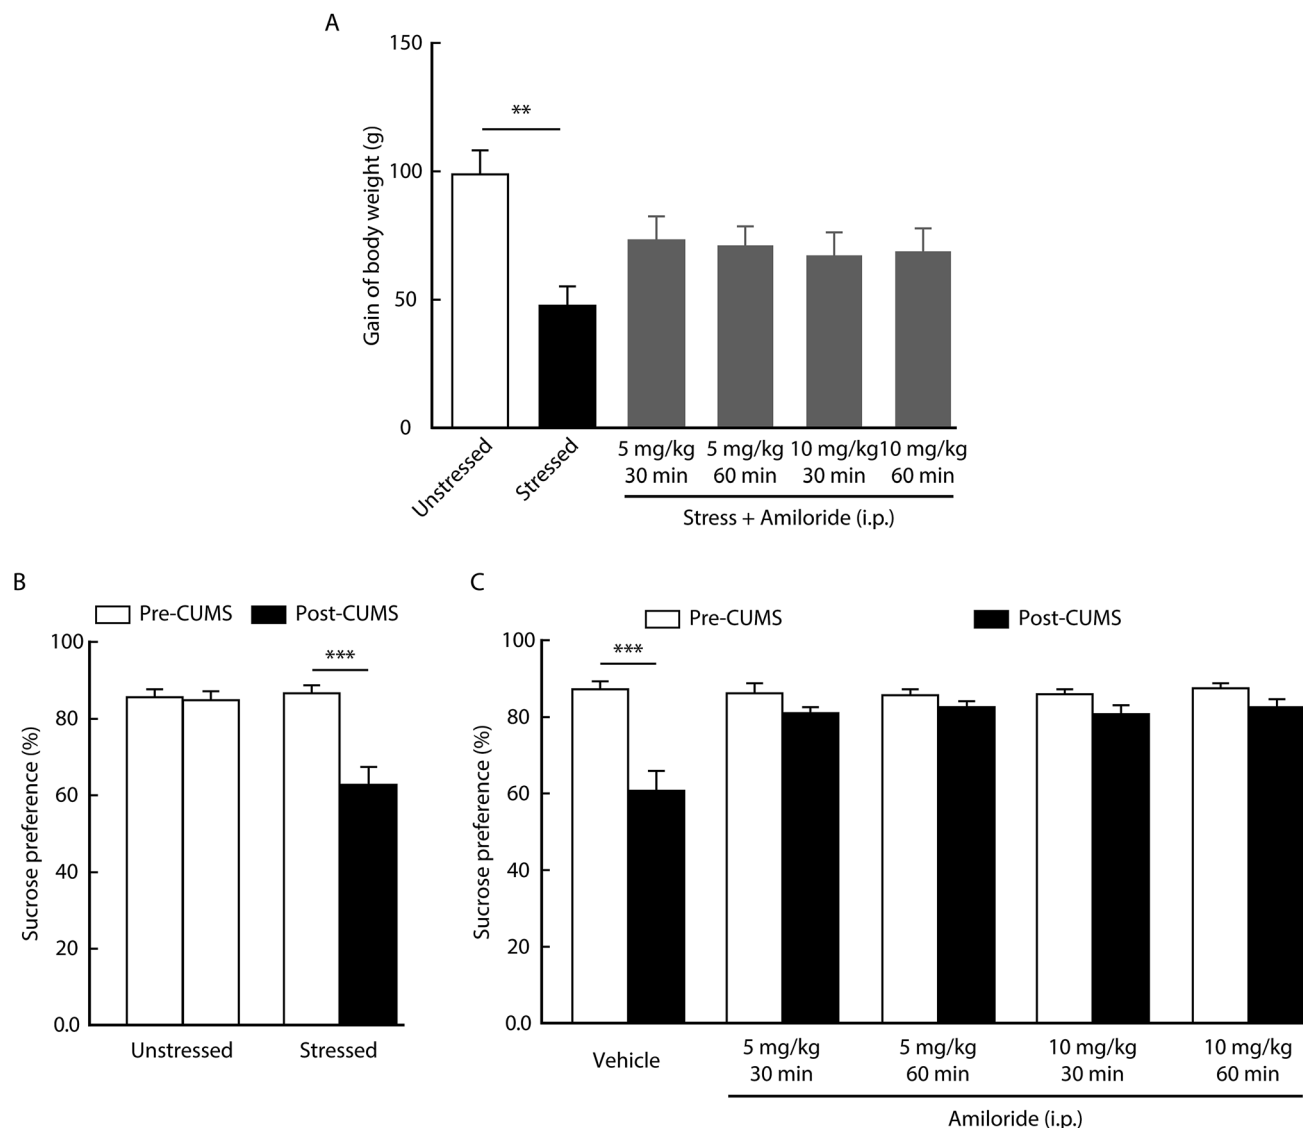 A
150
100
50
0
Gain of body weight (g)
**
Unstressed
Stressed
5 mg/kg 5 mg/kg 10 mg/kg 10 mg/kg
30 min 60 min 30 min 60 min
Stress + Amiloride (i.p.)
B
Pre-CUMS Post-CUMS
100
80
60
40
20
0.0
Sucrose preference (%)
***
Unstressed Stressed
C
Pre-CUMS Post-CUMS
100
80
60
40
20
0.0
Sucrose preference (%)
***
Vehicle
5 mg/kg 5 mg/kg 10 mg/kg 10 mg/kg
30 min 60 min 30 min 60 min
Amiloride (i.p.)